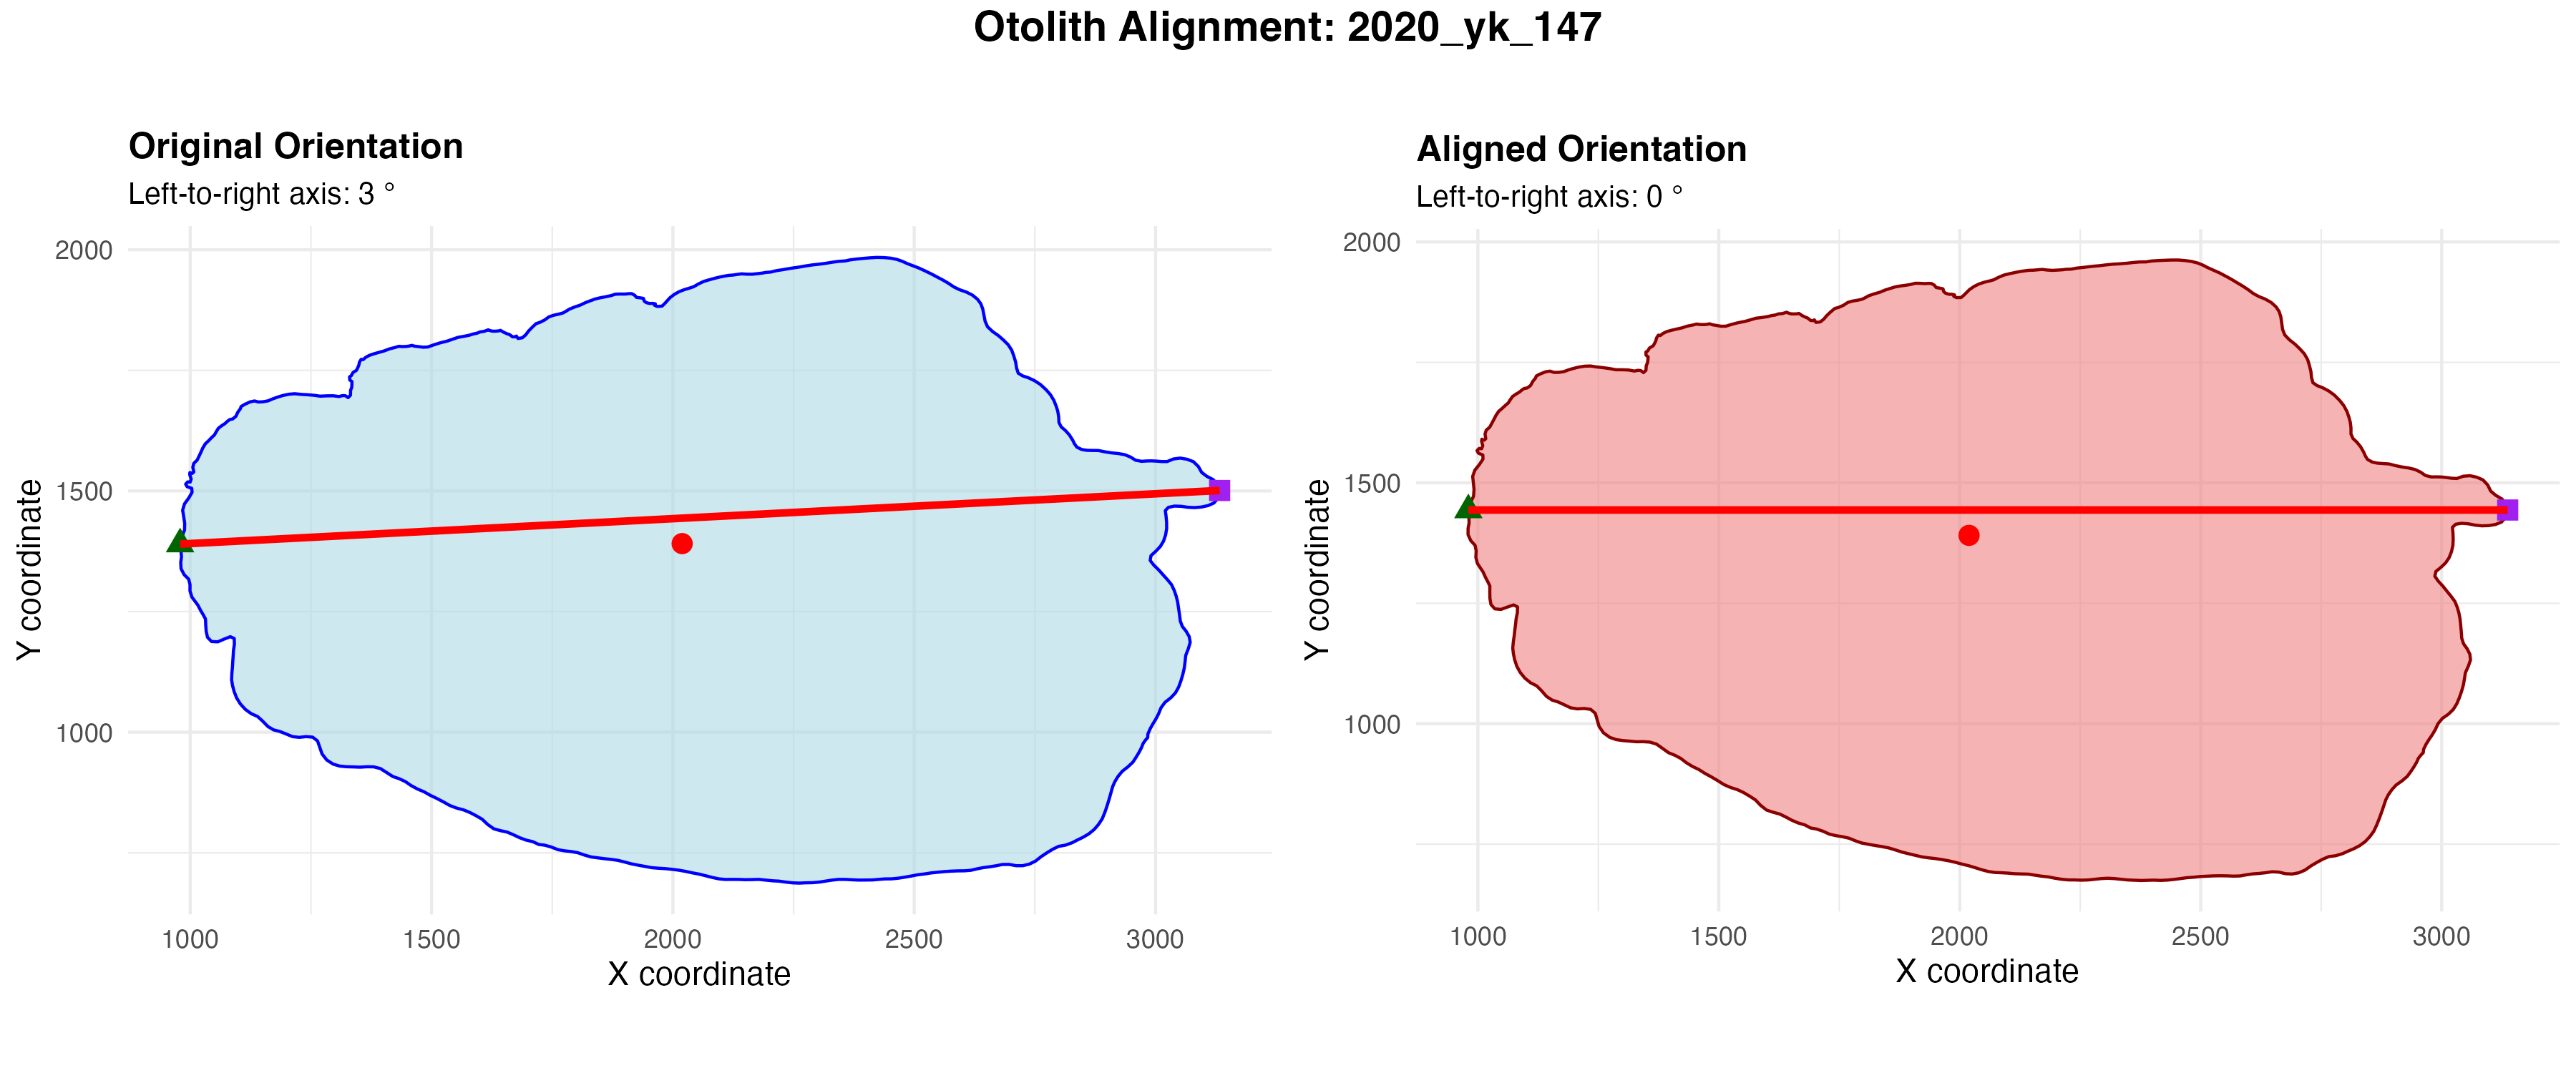 Otolith Alignment: 2020_yk_147
Original Orientation
Left-to-right axis: 3 °
2000
1500
1000
Y coordinate
1000 1500 2000 2500 3000
X coordinate
Aligned Orientation
Left-to-right axis: 0 °
2000
1500
1000
Y coordinate
1000 1500 2000 2500 3000
X coordinate